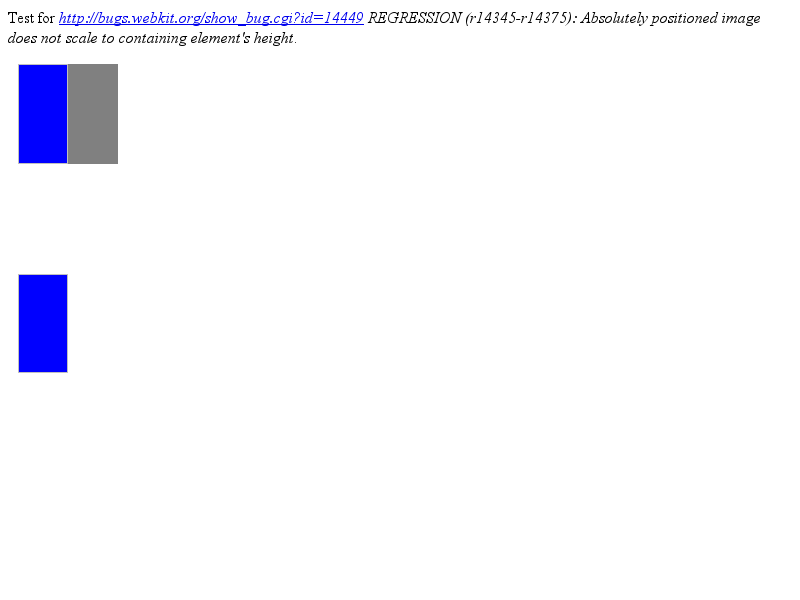 Test for http://bugs.webkit.org/show_bug.cgi?id=14449 REGRESSION (r14345-r14375): Absolutely positioned image
does not scale to containing element's height.